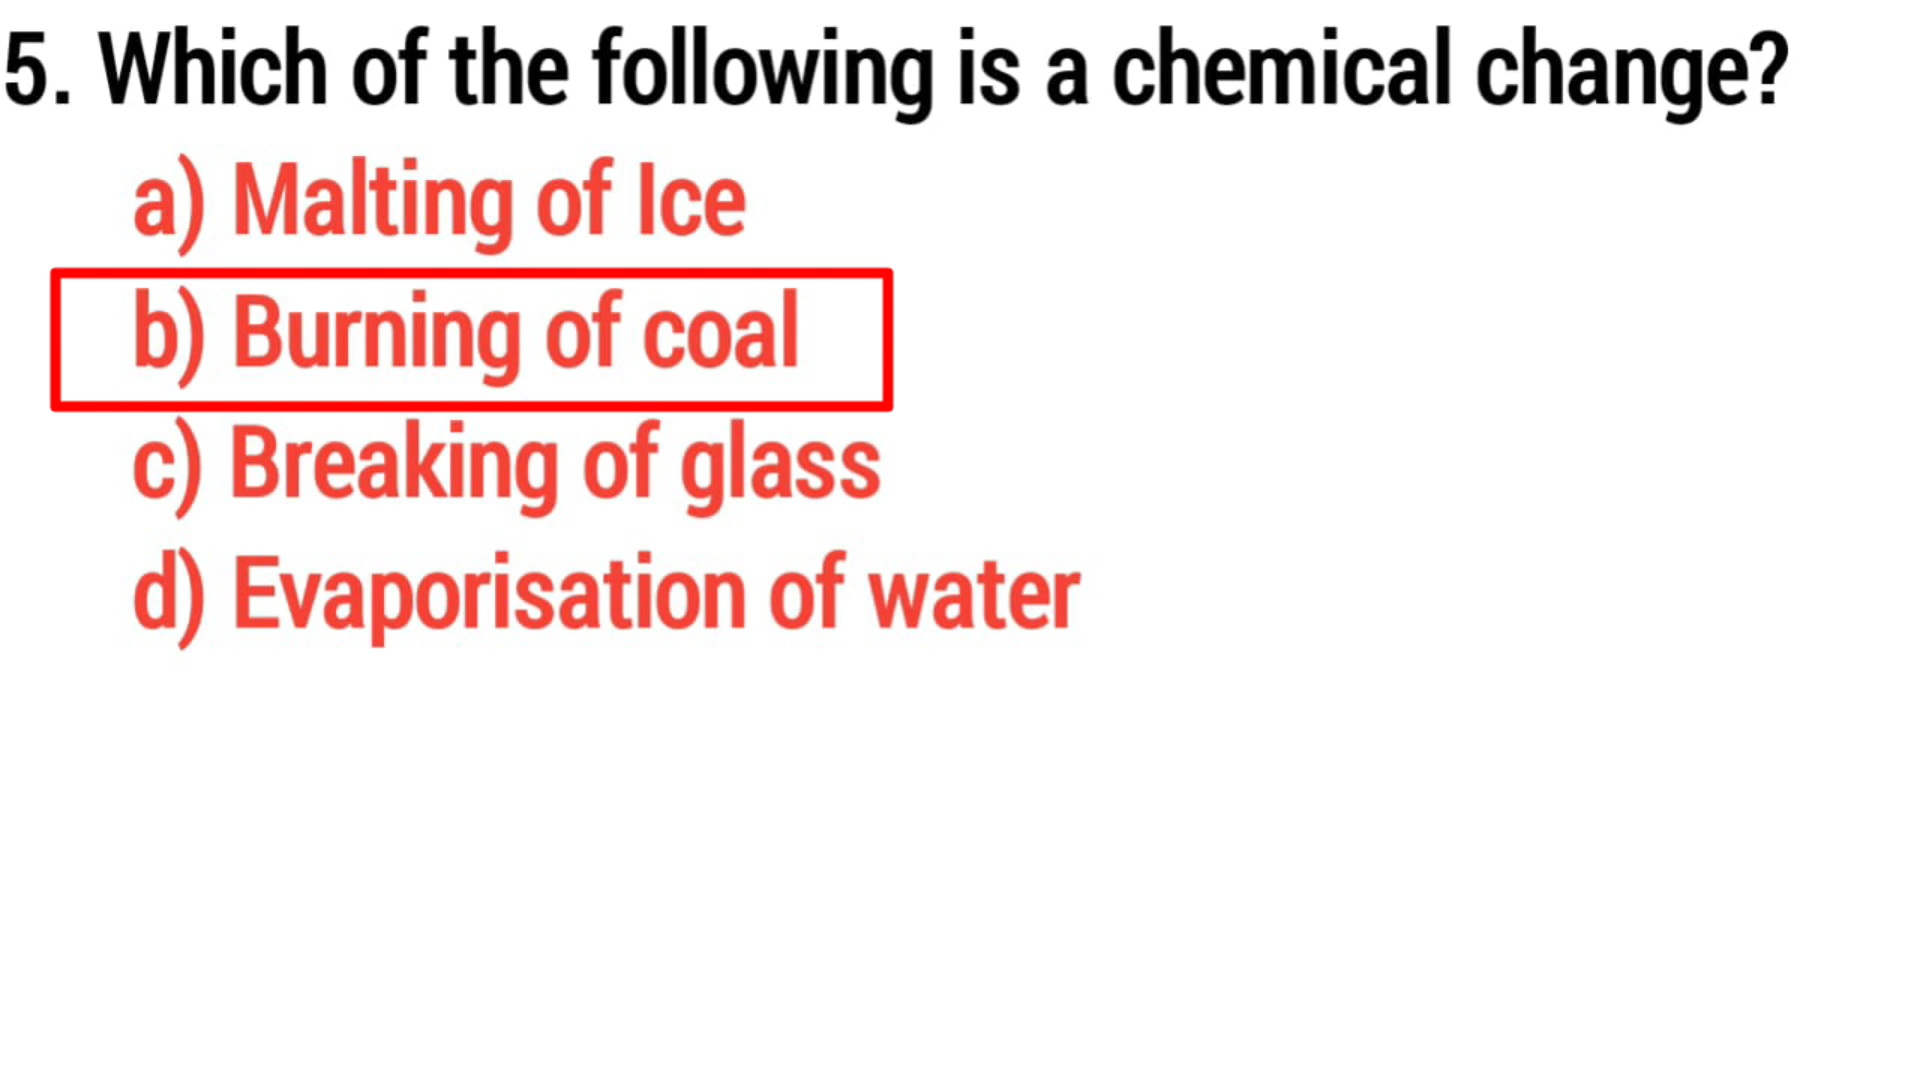 5. Which of the following is a chemical change?
a) Malting of Ice
b) Burning of coal
c) Breaking of glass
d) Evaporisation of water